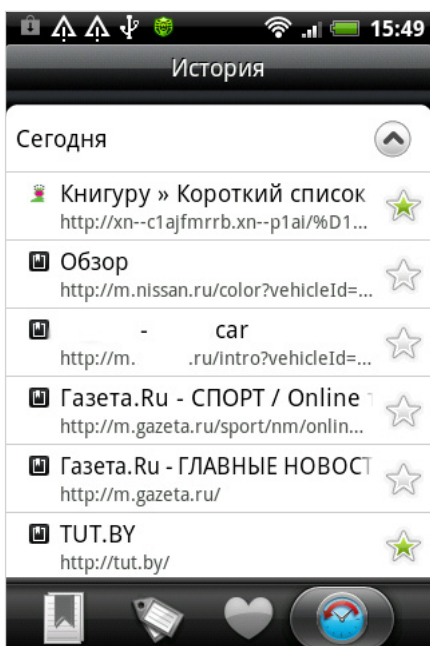 15:49
История
Сегодня
Книгуру » Короткий список
http://xn--c1ajfmrrb.xn--p1ai/%D1...
Обзор
http://m.nissan.ru/color?vehicleId=...
- car
http://m. .ru/intro?vehicleId=...
Газета.Ru - СПОРТ / Online
http://m.gazeta.ru/sport/nm/onlin...
Газета.Ru - ГЛАВНЫЕ НОВОСТ
http://m.gazeta.ru/
TUT.BY
http://tut.by/